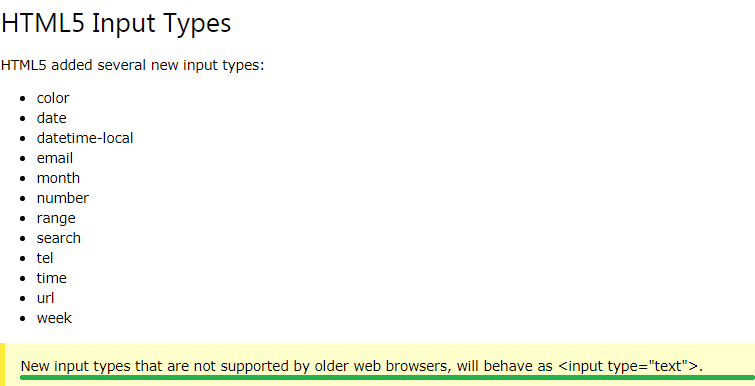 HTML5 Input Types
HTML5 added several new input types:
color
date
datetime-local
email
month
number
range
search
tel
time
url
week
New input types that are not supported by older web browsers, will behave as <input type="text">.